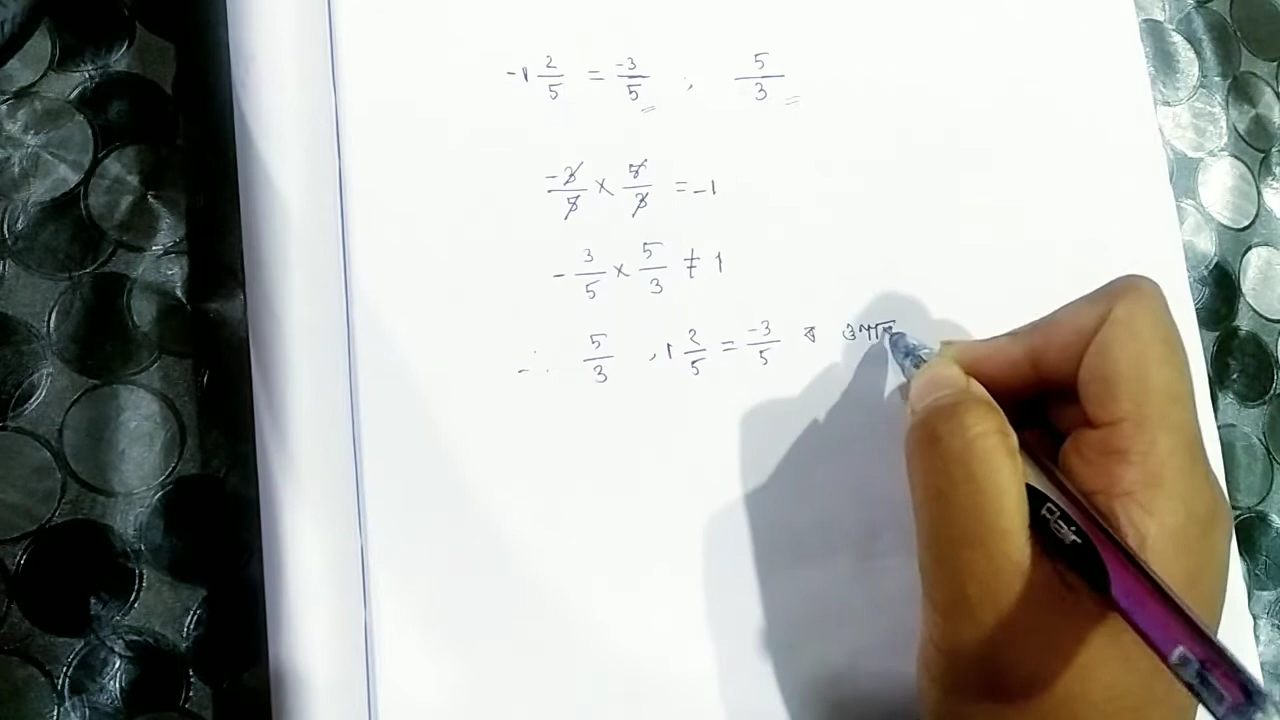 -1 2/5 = -3/5 ; 5/3
-3/5 × 5/3 = -1
- 3/5 × 5/3 ≠ 1
∴ 5/3 , 1 2/5 = -3/5 ৰ
Flair